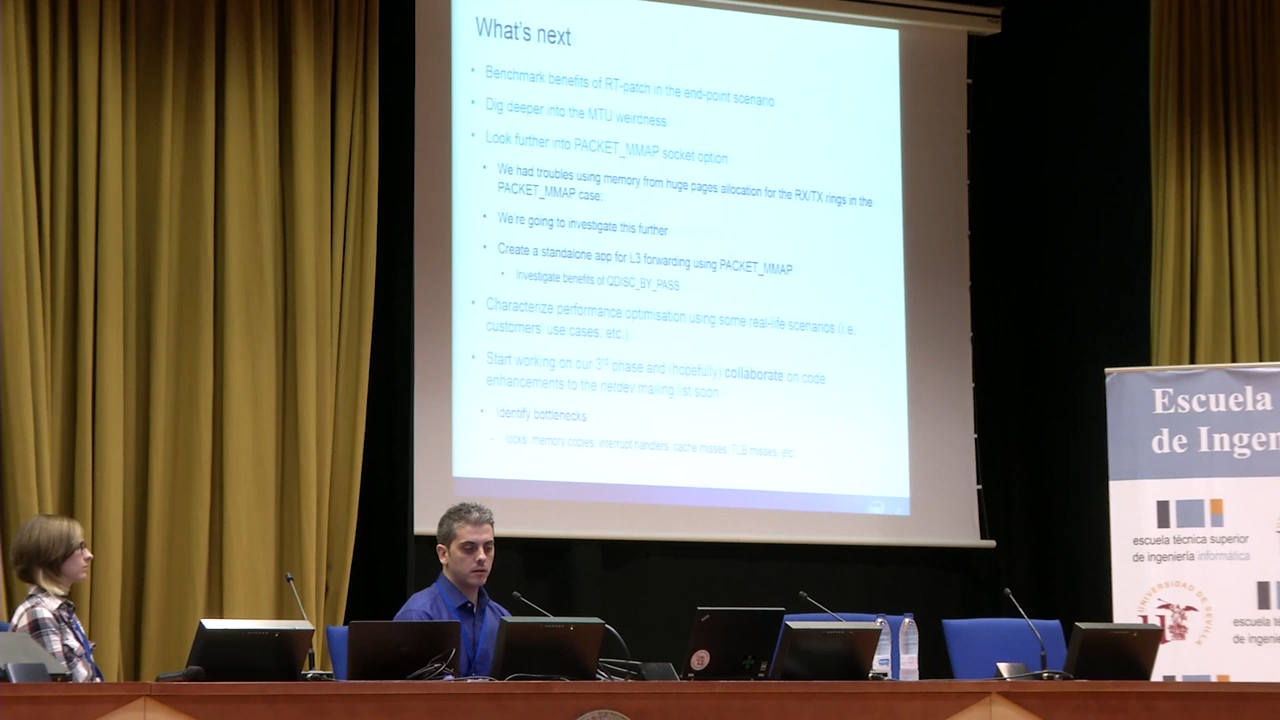 What's next
• Benchmark benefits of RT-patch in the end-point scenario
• Dig deeper into the MTU weirdness
• Look further into PACKET_MMAP socket option
• We had troubles using memory from huge pages allocation for the RX/TX rings in the
PACKET_MMAP case.
• We're going to investigate this further
• Create a standalone app for L3 forwarding using PACKET_MMAP
• Investigate benefits of QDISC_BY_PASS
• Characterize performance optimisation using some real-life scenarios (i.e.
customers' use cases, etc.)
• Start working on our 3rd phase and (hopefully) collaborate on code
enhancements to the netdev mailing list soon
• Identify bottlenecks
– locks, memory copies, interrupt handlers, cache misses, TLB misses, etc.
Escuela
de Ingen
escuela técnica superior
de ingeniería informática
UNIVERSIDAD DE SEVILLA
escuela té
de ingenie